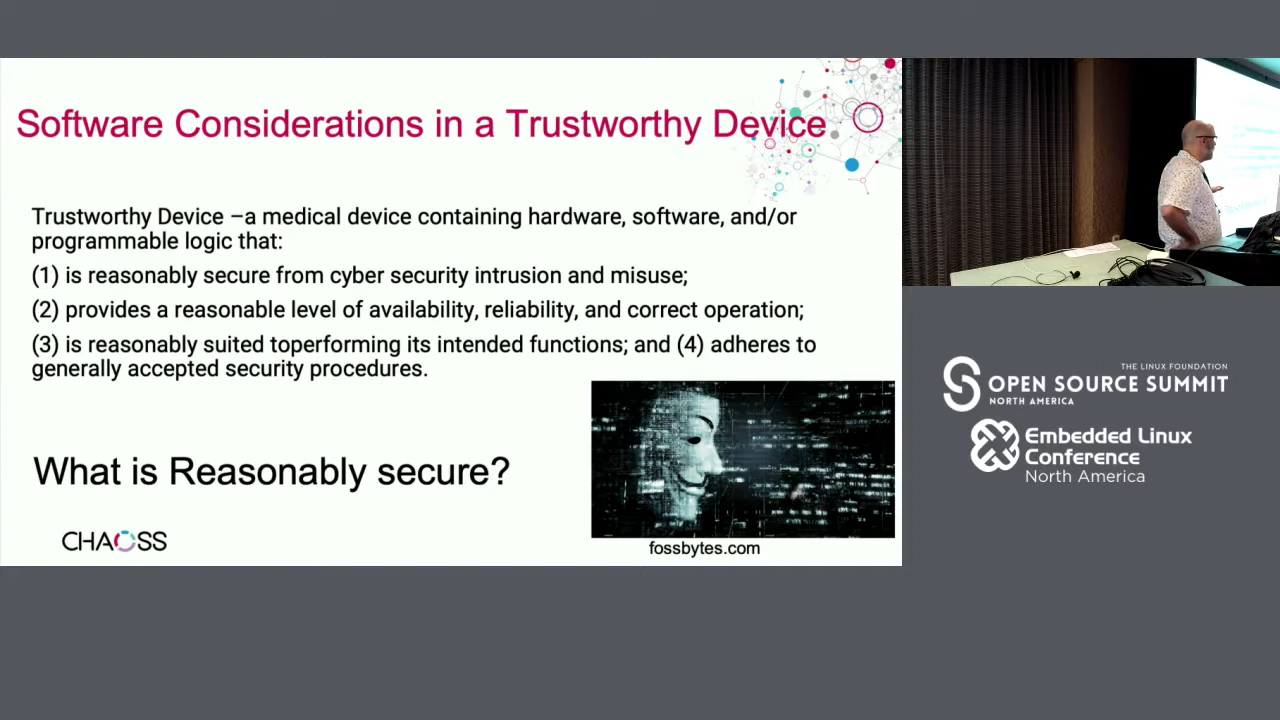 Software Considerations in a Trustworthy Device
Trustworthy Device –a medical device containing hardware, software, and/or
programmable logic that:
(1) is reasonably secure from cyber security intrusion and misuse;
(2) provides a reasonable level of availability, reliability, and correct operation;
(3) is reasonably suited toperforming its intended functions; and (4) adheres to
generally accepted security procedures.
What is Reasonably secure?
CHAOSS
fossbytes.com
THE LINUX FOUNDATION
OPEN SOURCE SUMMIT
NORTH AMERICA
Embedded Linux
Conference
North America